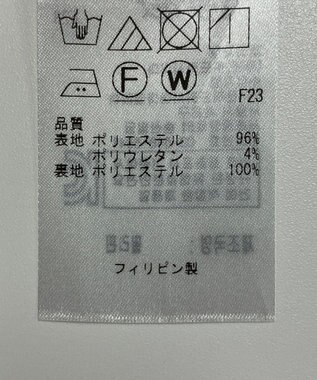 F W
F23
品質
表地 ポリエステル 96%
ポリウレタン 4%
裏地 ポリエステル 100%
フィリピン製